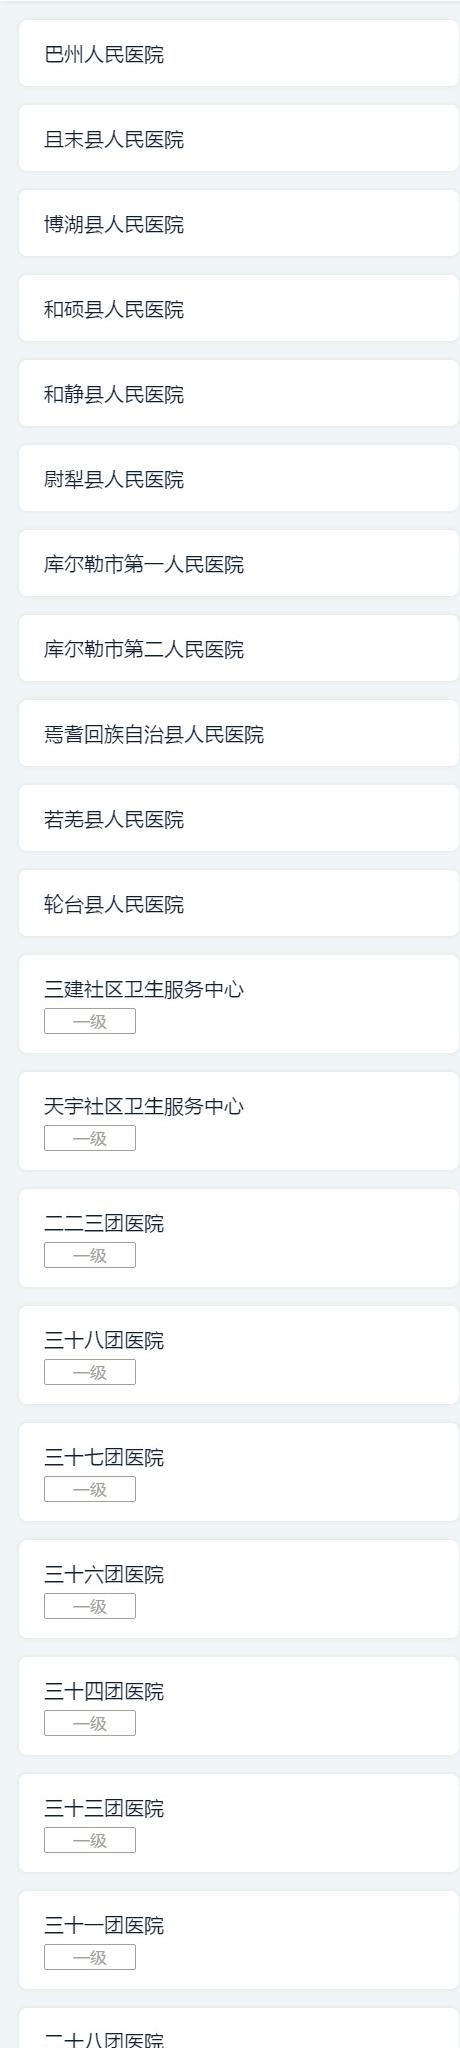 巴州人民医院
且末县人民医院
博湖县人民医院
和硕县人民医院
和静县人民医院
尉犁县人民医院
库尔勒市第一人民医院
库尔勒市第二人民医院
焉耆回族自治县人民医院
若羌县人民医院
轮台县人民医院
三建社区卫生服务中心
一级
天宇社区卫生服务中心
一级
二二三团医院
一级
三十八团医院
一级
三十七团医院
一级
三十六团医院
一级
三十四团医院
一级
三十三团医院
一级
三十一团医院
一级
二十八团医院